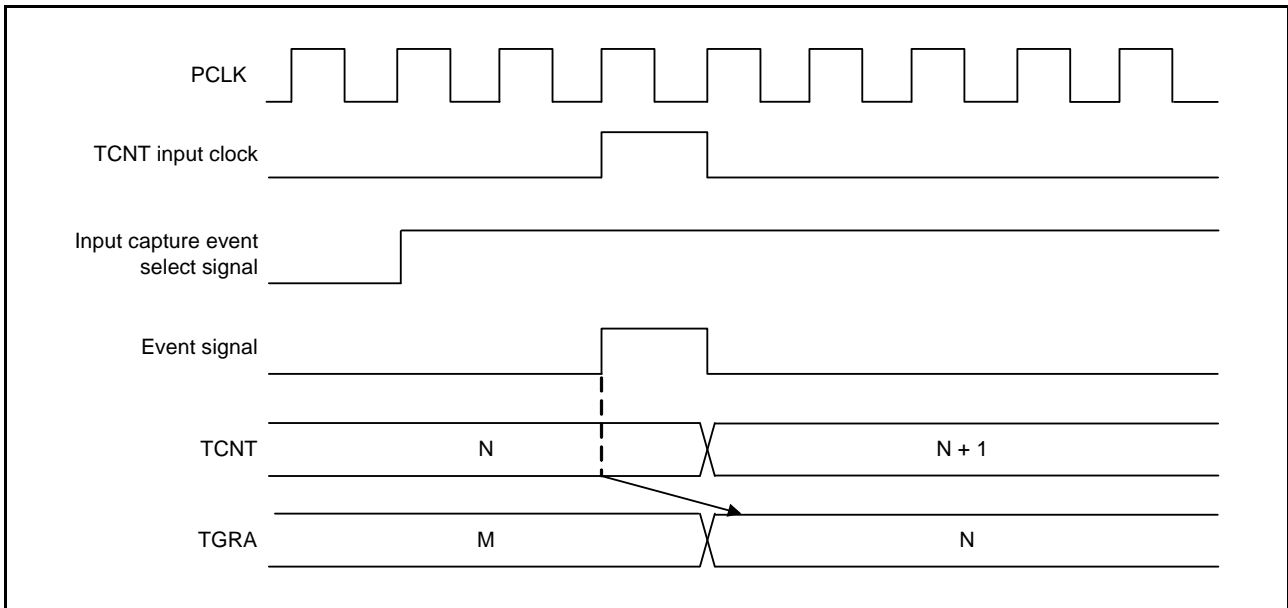 PCLK
TCNT input clock
Input capture event
select signal
Event signal
TCNT
N
N + 1
TGRA
M
N